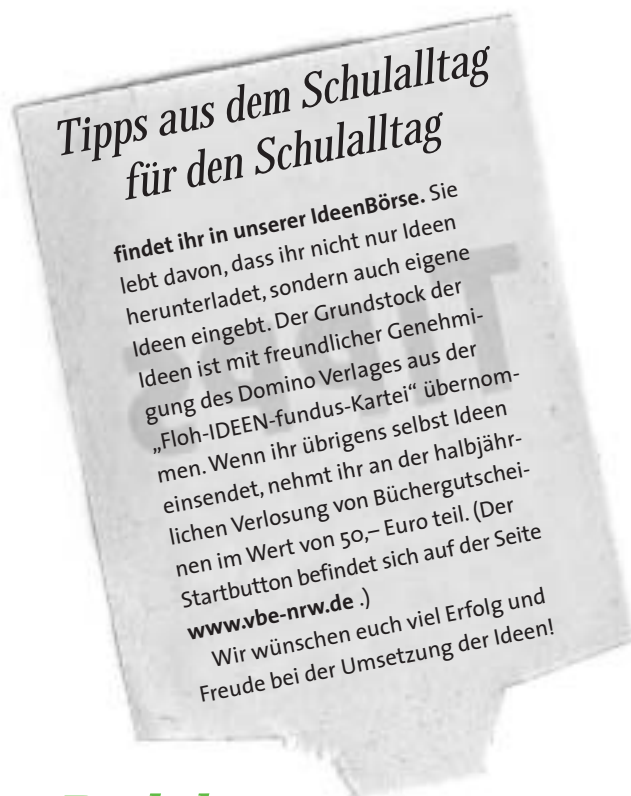 Tipps aus dem Schulalltag
für den Schulalltag
findet ihr in unserer IdeenBörse. Sie
lebt davon, dass ihr nicht nur Ideen
herunterladet, sondern auch eigene
Ideen eingebt. Der Grundstock der
Ideen ist mit freundlicher Genehmi-
gung des Domino Verlages aus der
„Floh-IDEEN-fundus-Kartei“ übernom-
men. Wenn ihr übrigens selbst Ideen
einsendet, nehmt ihr an der halbjähr-
lichen Verlosung von Büchergutschei-
nen im Wert von 50,– Euro teil. (Der
Startbutton befindet sich auf der Seite
www.vbe-nrw.de .)
Wir wünschen euch viel Erfolg und
Freude bei der Umsetzung der Ideen!